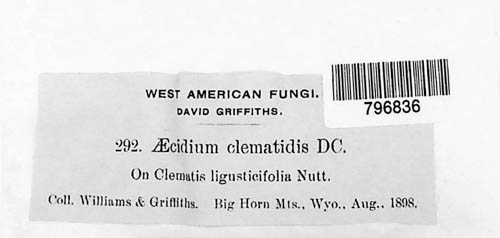 WEST AMERICAN FUNGI.
DAVID GRIFFITHS.
796836
292. Æcidium clematidis DC.
On Clematis ligusticifolia Nutt.
Coll. Williams & Griffiths. Big Horn Mts., Wyo., Aug., 1898.